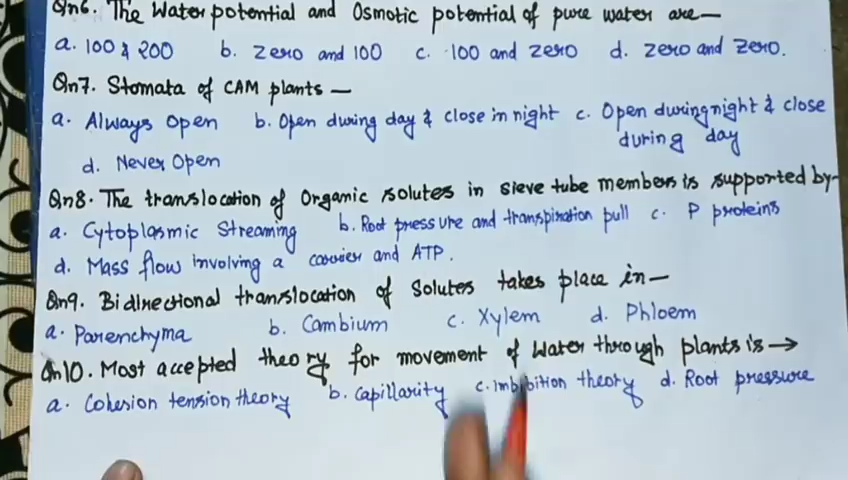 Qn6. The Water potential and Osmotic potential of pure water are—
a. 100 & 200 b. Zero and 100 c. 100 and zero d. zero and zero.
Qn7. Stomata of CAM plants —
a. Always open b. Open during day & close in night c. Open during night & close
during day
d. Never Open
Qn8. The translocation of Organic solutes in sieve tube members is supported by-
a. Cytoplasmic Streaming b. Root pressure and transpiration pull c. P proteins
d. Mass flow involving a carrier and ATP.
Qn9. Bidirectional translocation of Solutes takes place in—
a. Parenchyma b. Cambium c. Xylem d. Phloem
Qn10. Most accepted theory for movement of Water through plants is →
a. Cohesion tension theory b. Capillarity c. Imbibition theory d. Root pressure